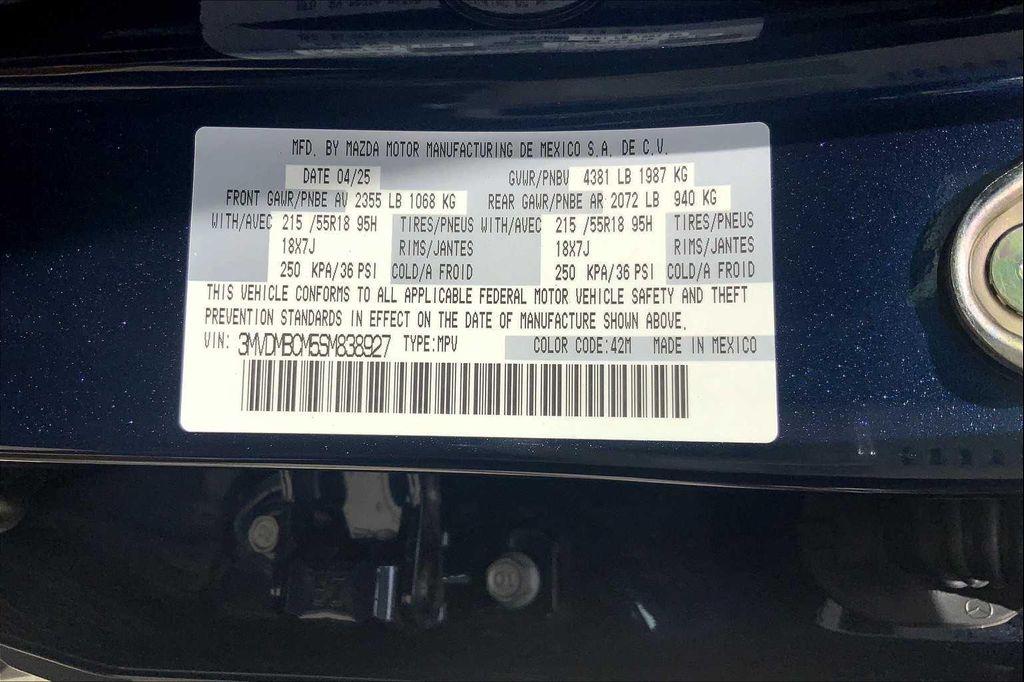 MFD. BY MAZDA MOTOR MANUFACTURING DE MEXICO S.A. DE C.V.
DATE 04/25 GVWR/PNBV 4381 LB 1987 KG
FRONT GAWR/PNBE AV 2355 LB 1068 KG REAR GAWR/PNBE AR 2072 LB 940 KG
WITH/AVEC 215 /55R18 95H TIRES/PNEUS WITH/AVEC 215 /55R18 95H TIRES/PNEUS
18X7J RIMS/JANTES 18X7J RIMS/JANTES
250 KPA/36 PSI COLD/A FROID 250 KPA/36 PSI COLD/A FROID
THIS VEHICLE CONFORMS TO ALL APPLICABLE FEDERAL MOTOR VEHICLE SAFETY AND THEFT
PREVENTION STANDARDS IN EFFECT ON THE DATE OF MANUFACTURE SHOWN ABOVE.
VIN: 3MVDMBCM5SM838927 TYPE:MPV COLOR CODE:42M MADE IN MEXICO
10